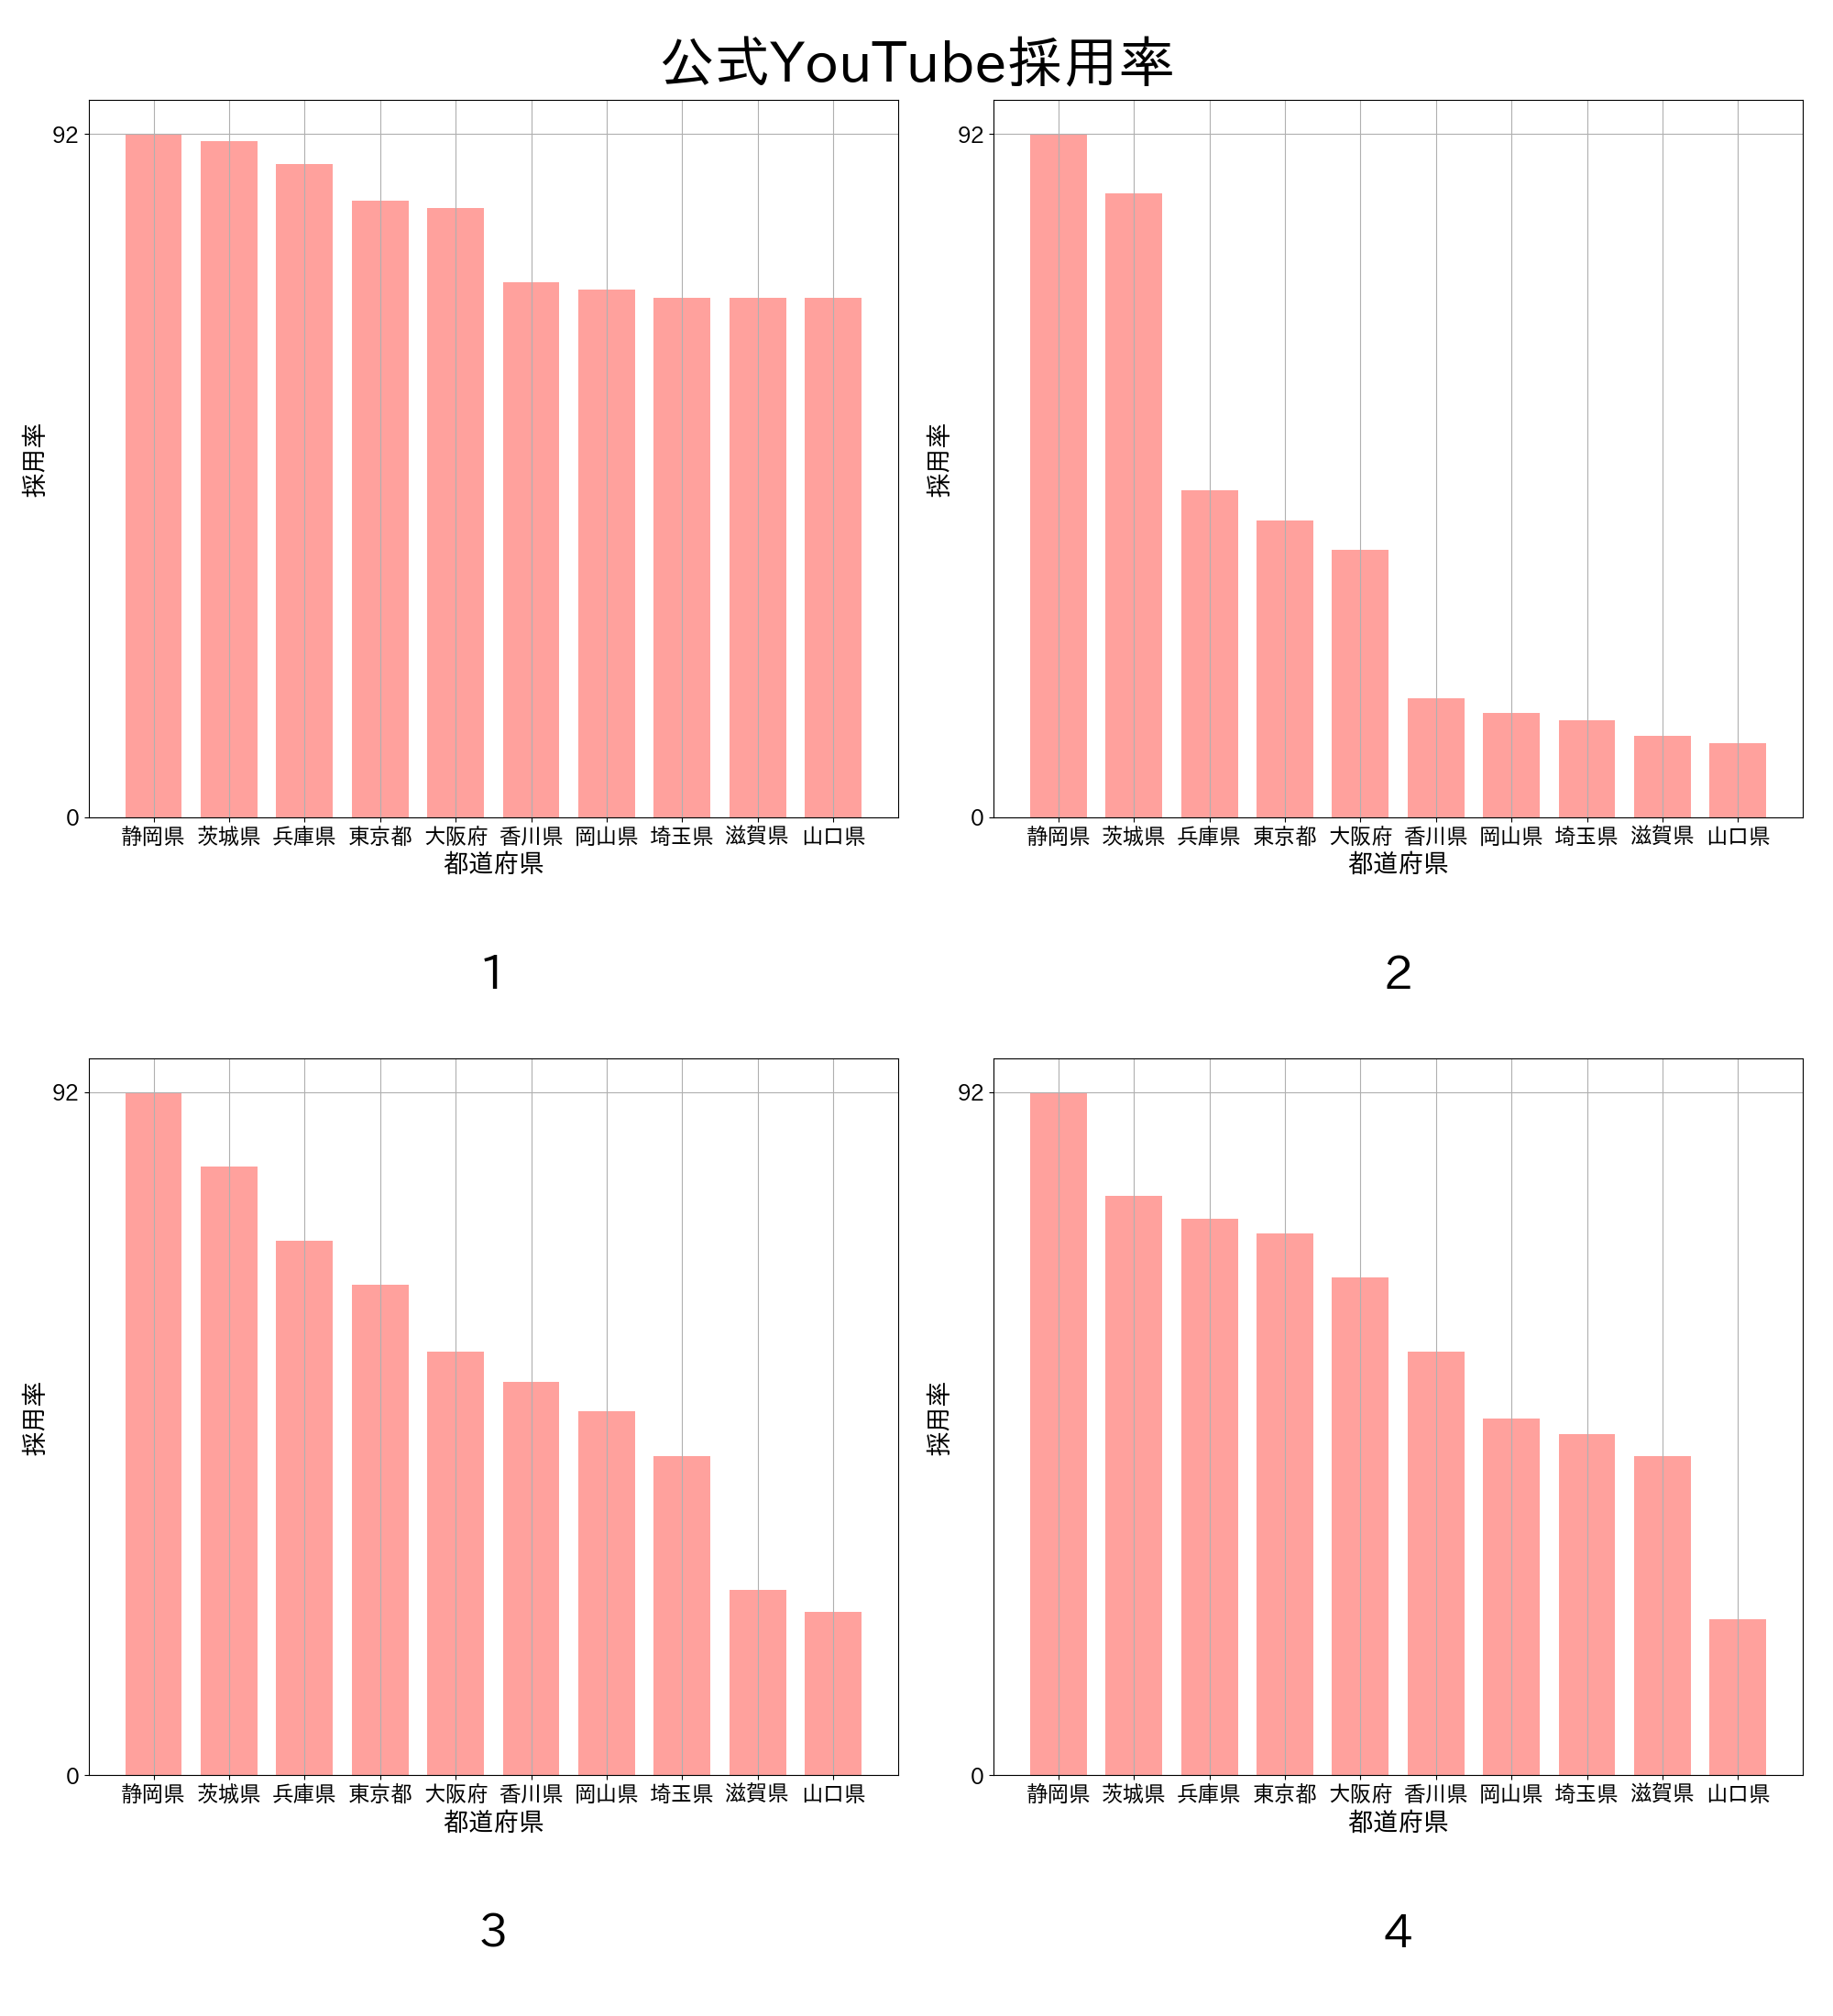 公式YouTube採用率
92
0
採用率
静岡県 茨城県 兵庫県 東京都 大阪府 香川県 岡山県 埼玉県 滋賀県 山口県
都道府県
1
92
0
採用率
静岡県 茨城県 兵庫県 東京都 大阪府 香川県 岡山県 埼玉県 滋賀県 山口県
都道府県
2
92
0
採用率
静岡県 茨城県 兵庫県 東京都 大阪府 香川県 岡山県 埼玉県 滋賀県 山口県
都道府県
3
92
0
採用率
静岡県 茨城県 兵庫県 東京都 大阪府 香川県 岡山県 埼玉県 滋賀県 山口県
都道府県
4